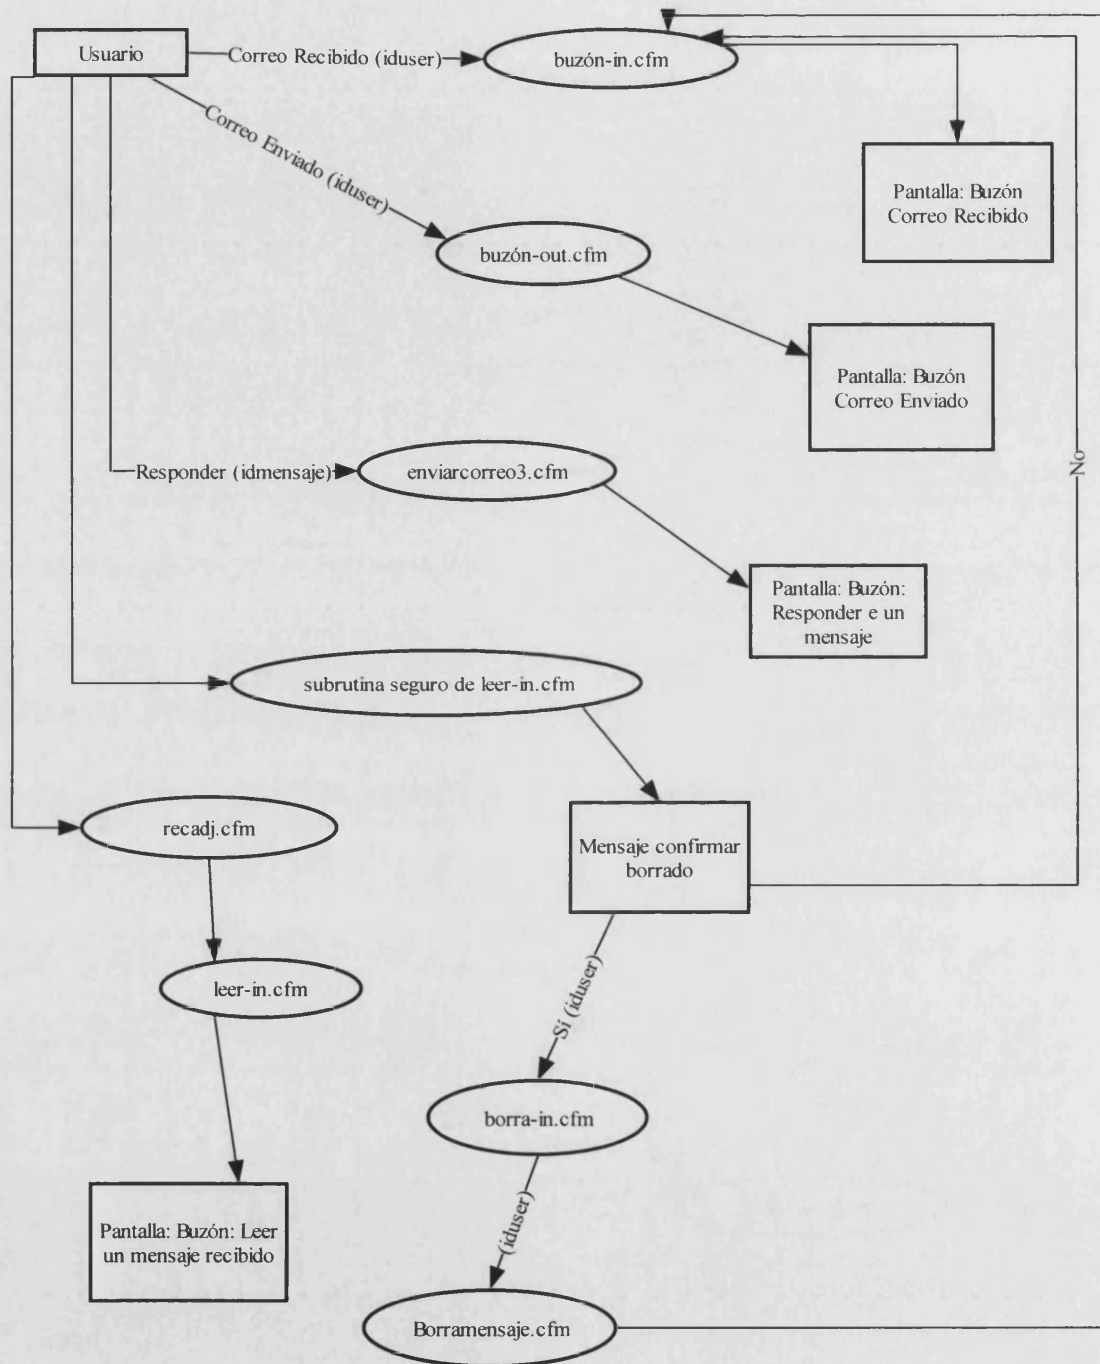 Usuario
Correo Recibido (iduser)
buzón-in.cfm
Correo Enviado (iduser)
Pantalla: Buzón
Correo Recibido
buzón-out.cfm
Pantalla: Buzón
Correo Enviado
No
Responder (idmensaje)
enviarcorreo3.cfm
Pantalla: Buzón:
Responder e un
mensaje
subrutina seguro de leer-in.cfm
recadj.cfm
Mensaje confirmar
borrado
leer-in.cfm
Sí (iduser)
borra-in.cfm
Pantalla: Buzón: Leer
un mensaje recibido
(iduser)
Borramensaje.cfm